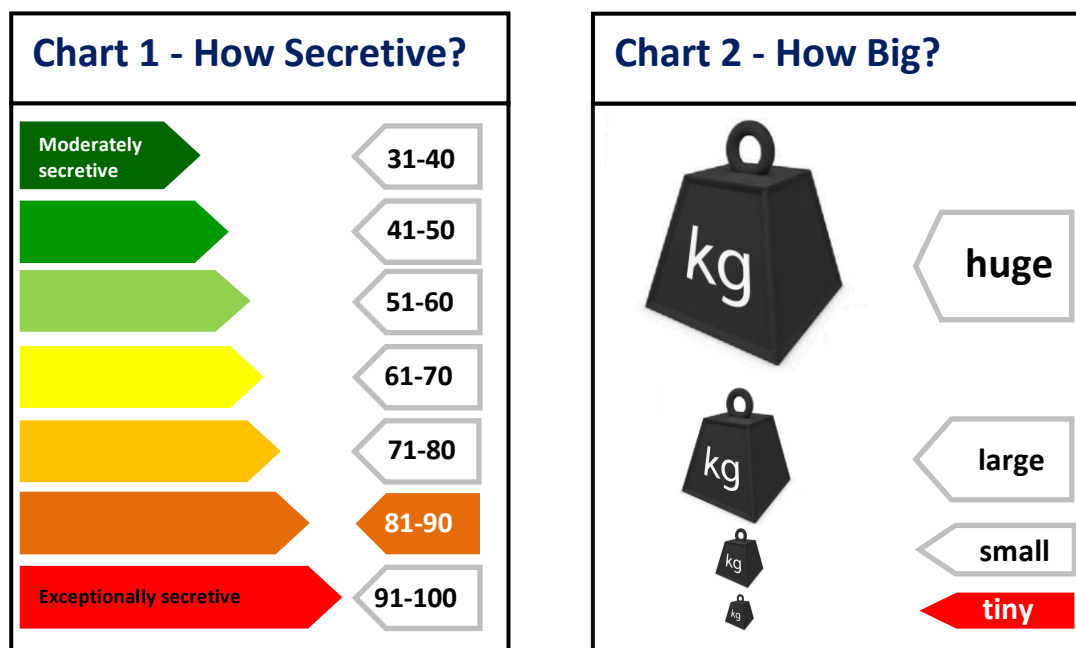 Chart 1 - How Secretive?
Moderately
secretive
31-40
41-50
51-60
61-70
71-80
81-90
Exceptionally secretive
91-100
Chart 2 - How Big?
kg
huge
kg
large
kg
small
kg
tiny